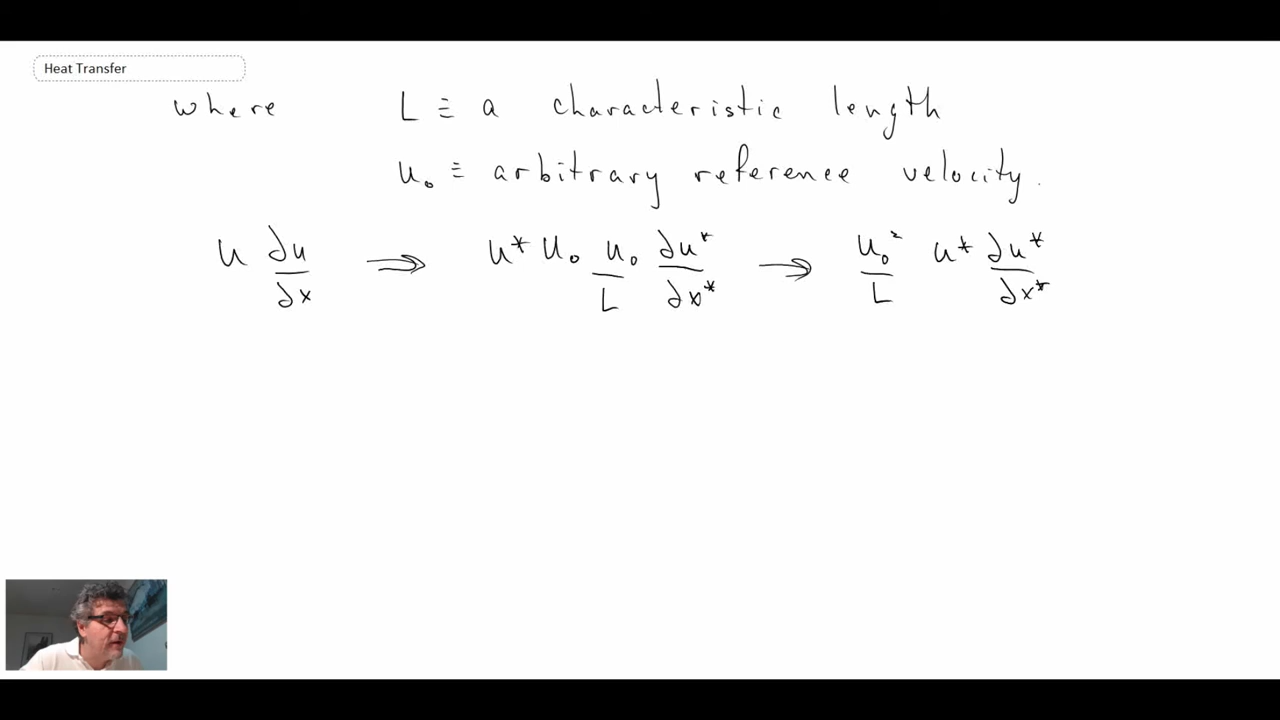 Heat Transfer
where L ≡ a characteristic length
u₀ ≡ arbitrary reference velocity.
u ∂u/∂x ⇒ u* u₀ u₀/L ∂u*/∂x* ⇒ u₀²/L u* ∂u*/∂x*